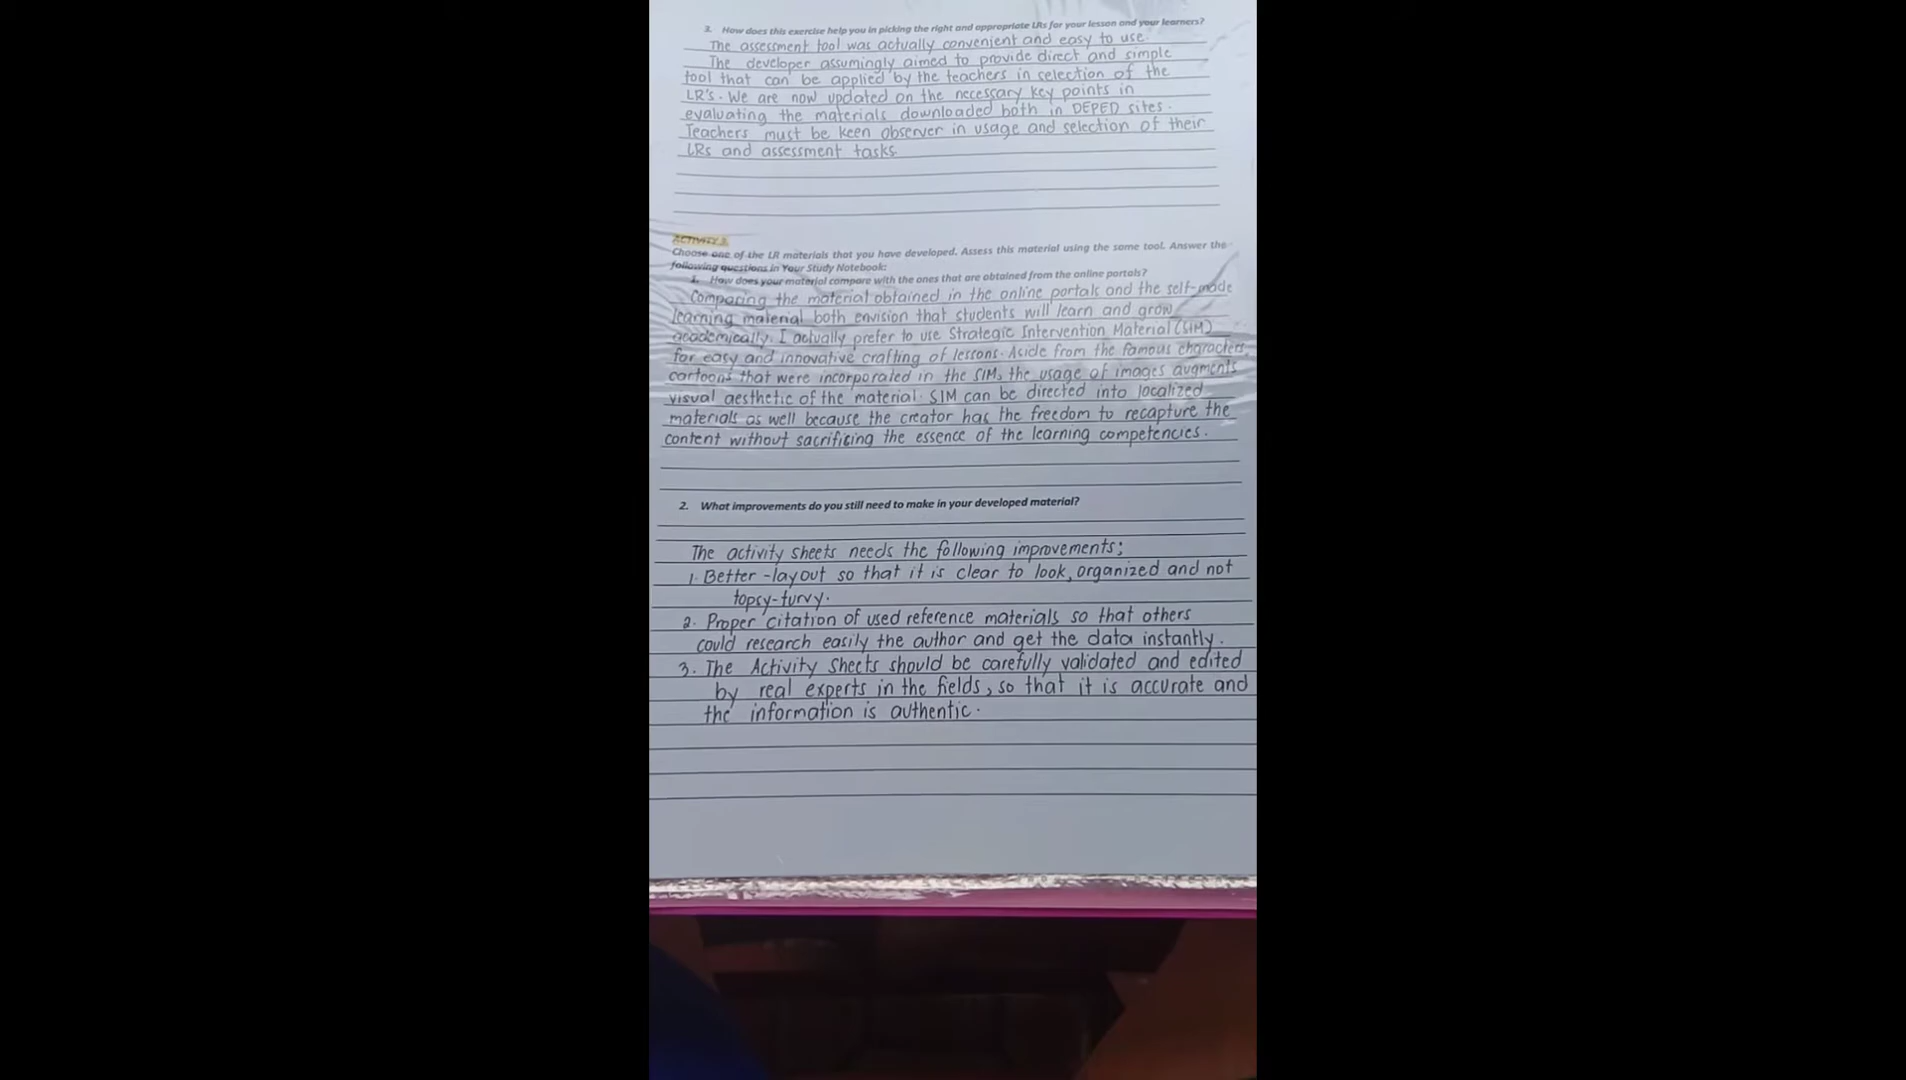 3. How does this exercise help you in picking the right and appropriate LRs for your lesson and your learners?
The assessment tool was actually convenient and easy to use.
The developer assumingly aimed to provide direct and simple
tool that can be applied by the teachers in selection of the
LR's. We are now updated on the necessary key points in
evaluating the materials downloaded both in DEPED sites.
Teachers must be keen observer in usage and selection of their
LRs and assessment tasks.
ACTIVITY 3.
Choose one of the LR materials that you have developed. Assess this material using the same tool. Answer the
following questions in Your Study Notebook:
1. How does your material compare with the ones that are obtained from the online portals?
Comparing the material obtained in the online portals and the self-made
learning material both envision that students will learn and grow
academically. I actually prefer to use Strategic Intervention Material (SIM)
for easy and innovative crafting of lessons. Aside from the famous characters,
cartoons that were incorporated in the SIM, the usage of images augments
visual aesthetic of the material. SIM can be directed into localized
materials as well because the creator has the freedom to recapture the
content without sacrificing the essence of the learning competencies.
2. What improvements do you still need to make in your developed material?
The activity sheets needs the following improvements;
1. Better-layout so that it is clear to look, organized and not
topsy-turvy.
2. Proper citation of used reference materials so that others
could research easily the author and get the data instantly.
3. The Activity Sheets should be carefully validated and edited
by real experts in the fields, so that it is accurate and
the information is authentic.